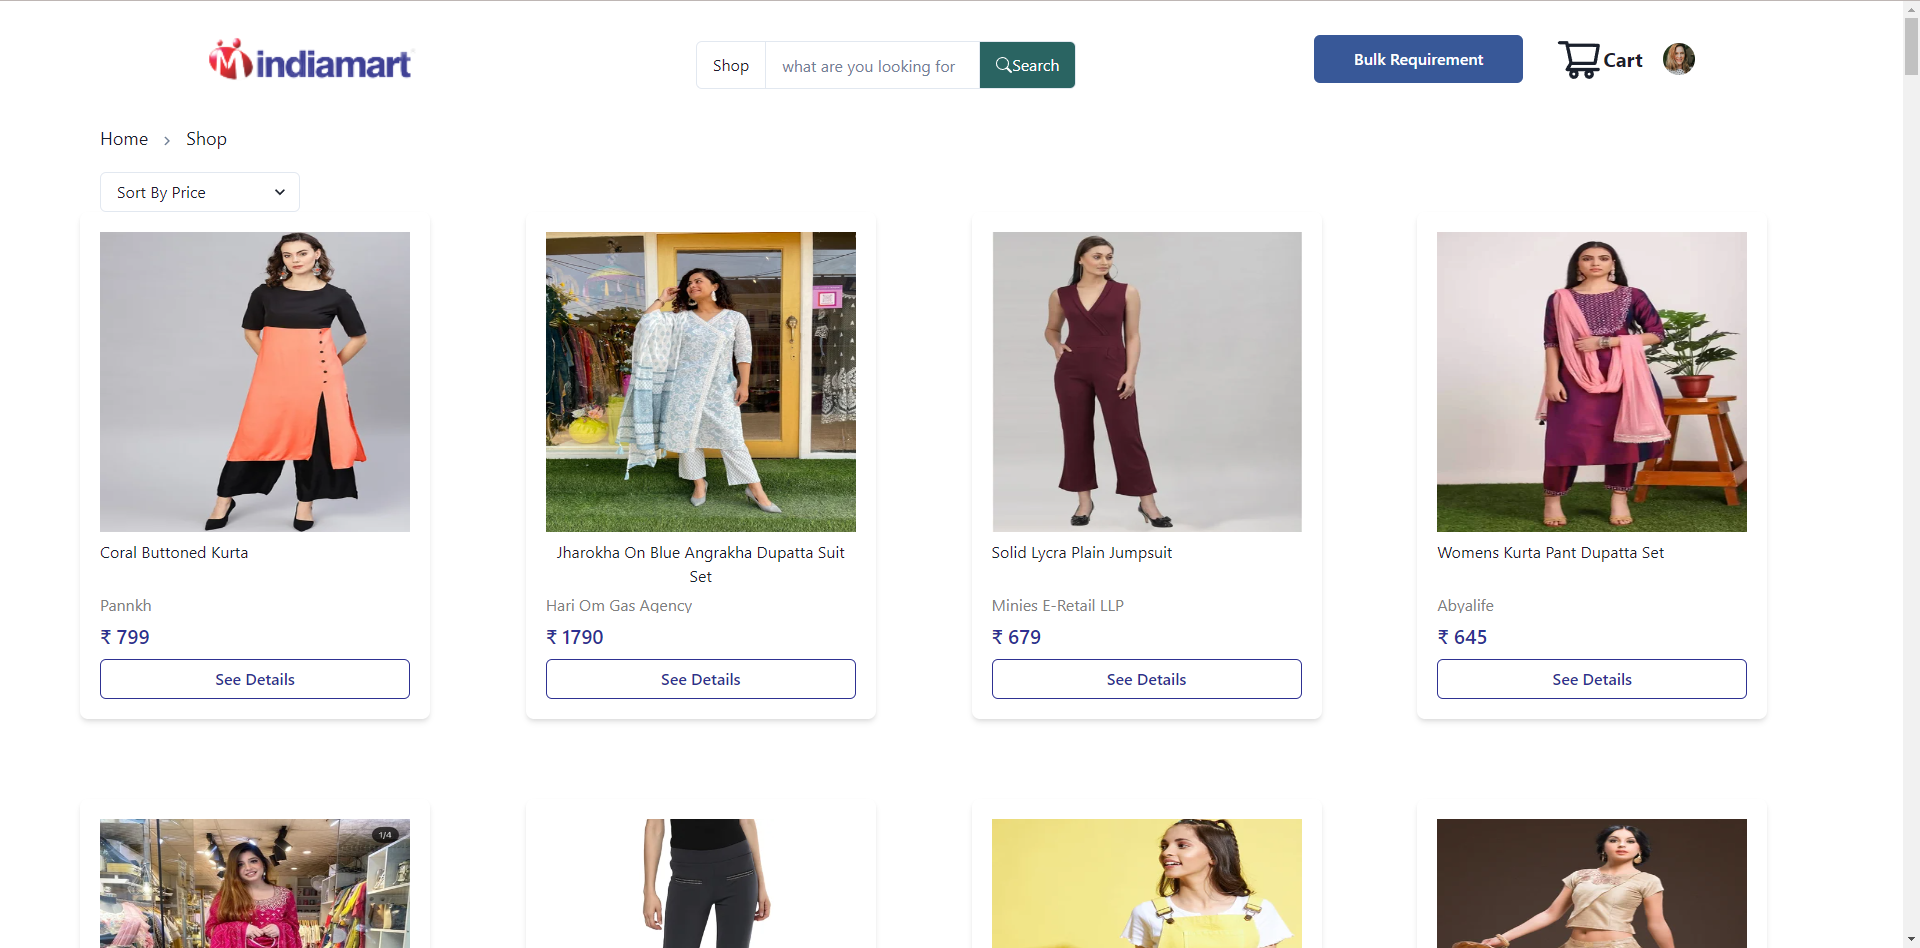 indiamart
Shop
what are you looking for
Search
Bulk Requirement
Cart
Home > Shop
Sort By Price
Coral Buttoned Kurta
Pannkh
₹ 799
See Details
Jharokha On Blue Angrakha Dupatta Suit
Set
Hari Om Gas Agency
₹ 1790
See Details
Solid Lycra Plain Jumpsuit
Minies E-Retail LLP
₹ 679
See Details
Womens Kurta Pant Dupatta Set
Abyalife
₹ 645
See Details
1/4